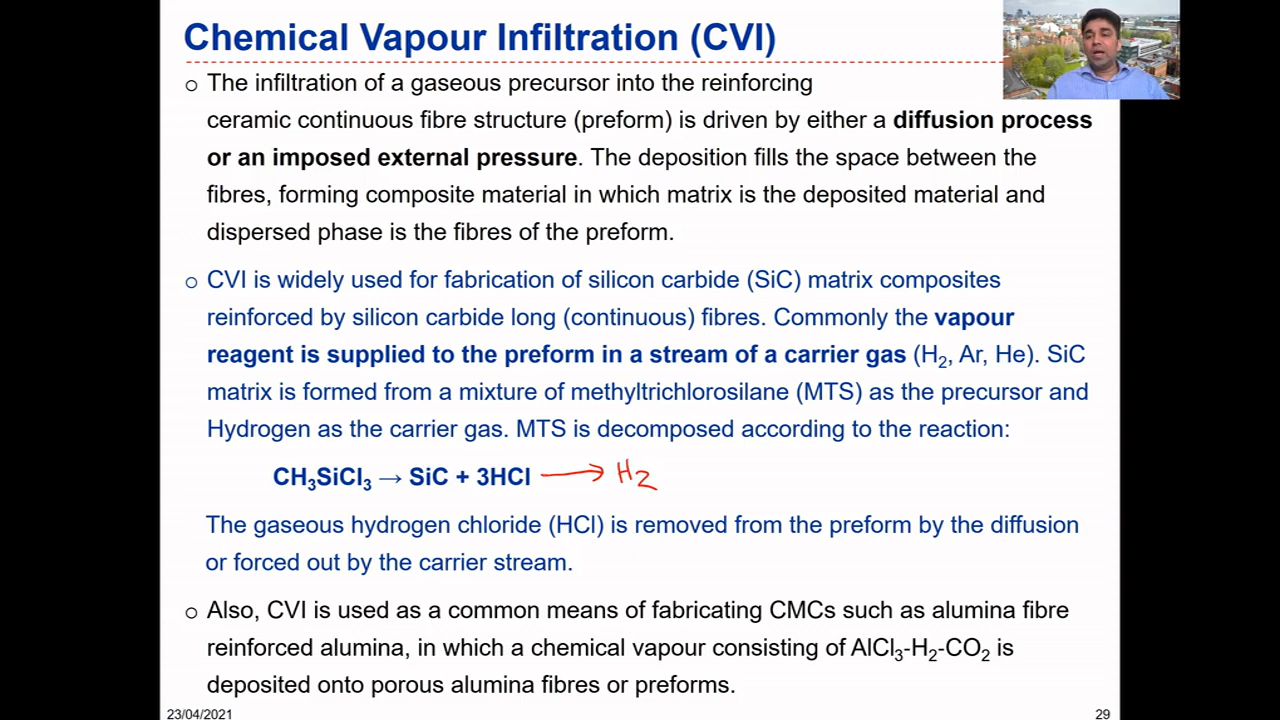 Chemical Vapour Infiltration (CVI)
o The infiltration of a gaseous precursor into the reinforcing
ceramic continuous fibre structure (preform) is driven by either a diffusion process
or an imposed external pressure. The deposition fills the space between the
fibres, forming composite material in which matrix is the deposited material and
dispersed phase is the fibres of the preform.
o CVI is widely used for fabrication of silicon carbide (SiC) matrix composites
reinforced by silicon carbide long (continuous) fibres. Commonly the vapour
reagent is supplied to the preform in a stream of a carrier gas (H₂, Ar, He). SiC
matrix is formed from a mixture of methyltrichlorosilane (MTS) as the precursor and
Hydrogen as the carrier gas. MTS is decomposed according to the reaction:
CH₃SiCl₃ → SiC + 3HCl → H₂
The gaseous hydrogen chloride (HCl) is removed from the preform by the diffusion
or forced out by the carrier stream.
o Also, CVI is used as a common means of fabricating CMCs such as alumina fibre
reinforced alumina, in which a chemical vapour consisting of AlCl₃-H₂-CO₂ is
deposited onto porous alumina fibres or preforms.
23/04/2021 29